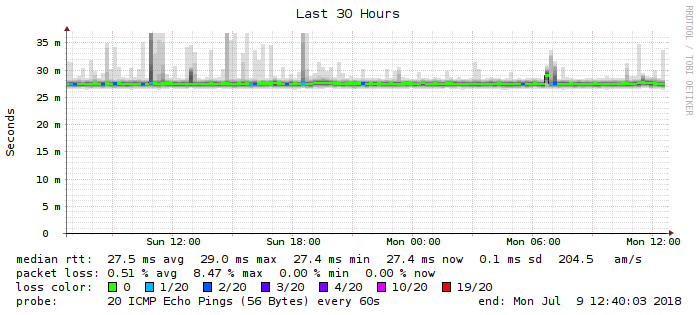 Last 30 Hours
RRDTOOL / TOBI OETIKER
Seconds
35 m
30 m
25 m
20 m
15 m
10 m
5 m
0
Sun 12:00 Sun 18:00 Mon 00:00 Mon 06:00 Mon 12:00
median rtt: 27.5 ms avg 29.0 ms max 27.4 ms min 27.4 ms now 0.1 ms sd 204.5 am/s
packet loss: 0.51 % avg 8.47 % max 0.00 % min 0.00 % now
loss color: 0 1/20 2/20 3/20 4/20 10/20 19/20
probe: 20 ICMP Echo Pings (56 Bytes) every 60s end: Mon Jul 9 12:40:03 2018